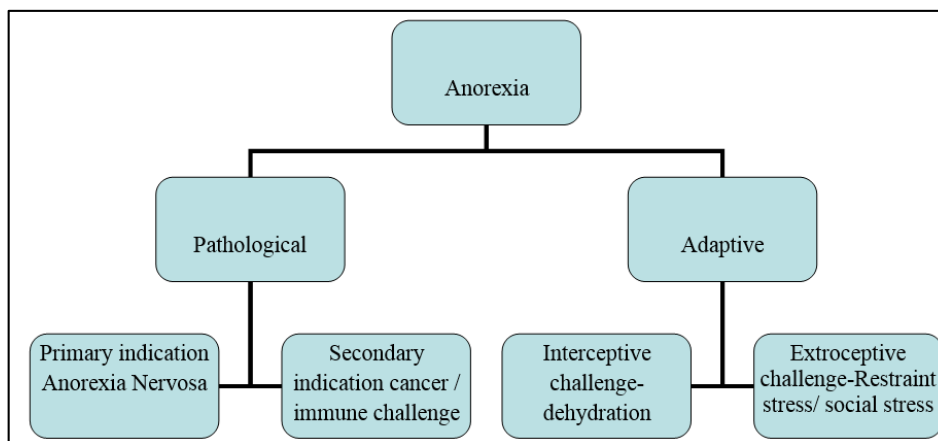 Anorexia
Pathological
Adaptive
Primary indication
Anorexia Nervosa
Secondary
indication cancer /
immune challenge
Interceptive
challenge-
dehydration
Extroceptive
challenge-Restraint
stress/ social stress